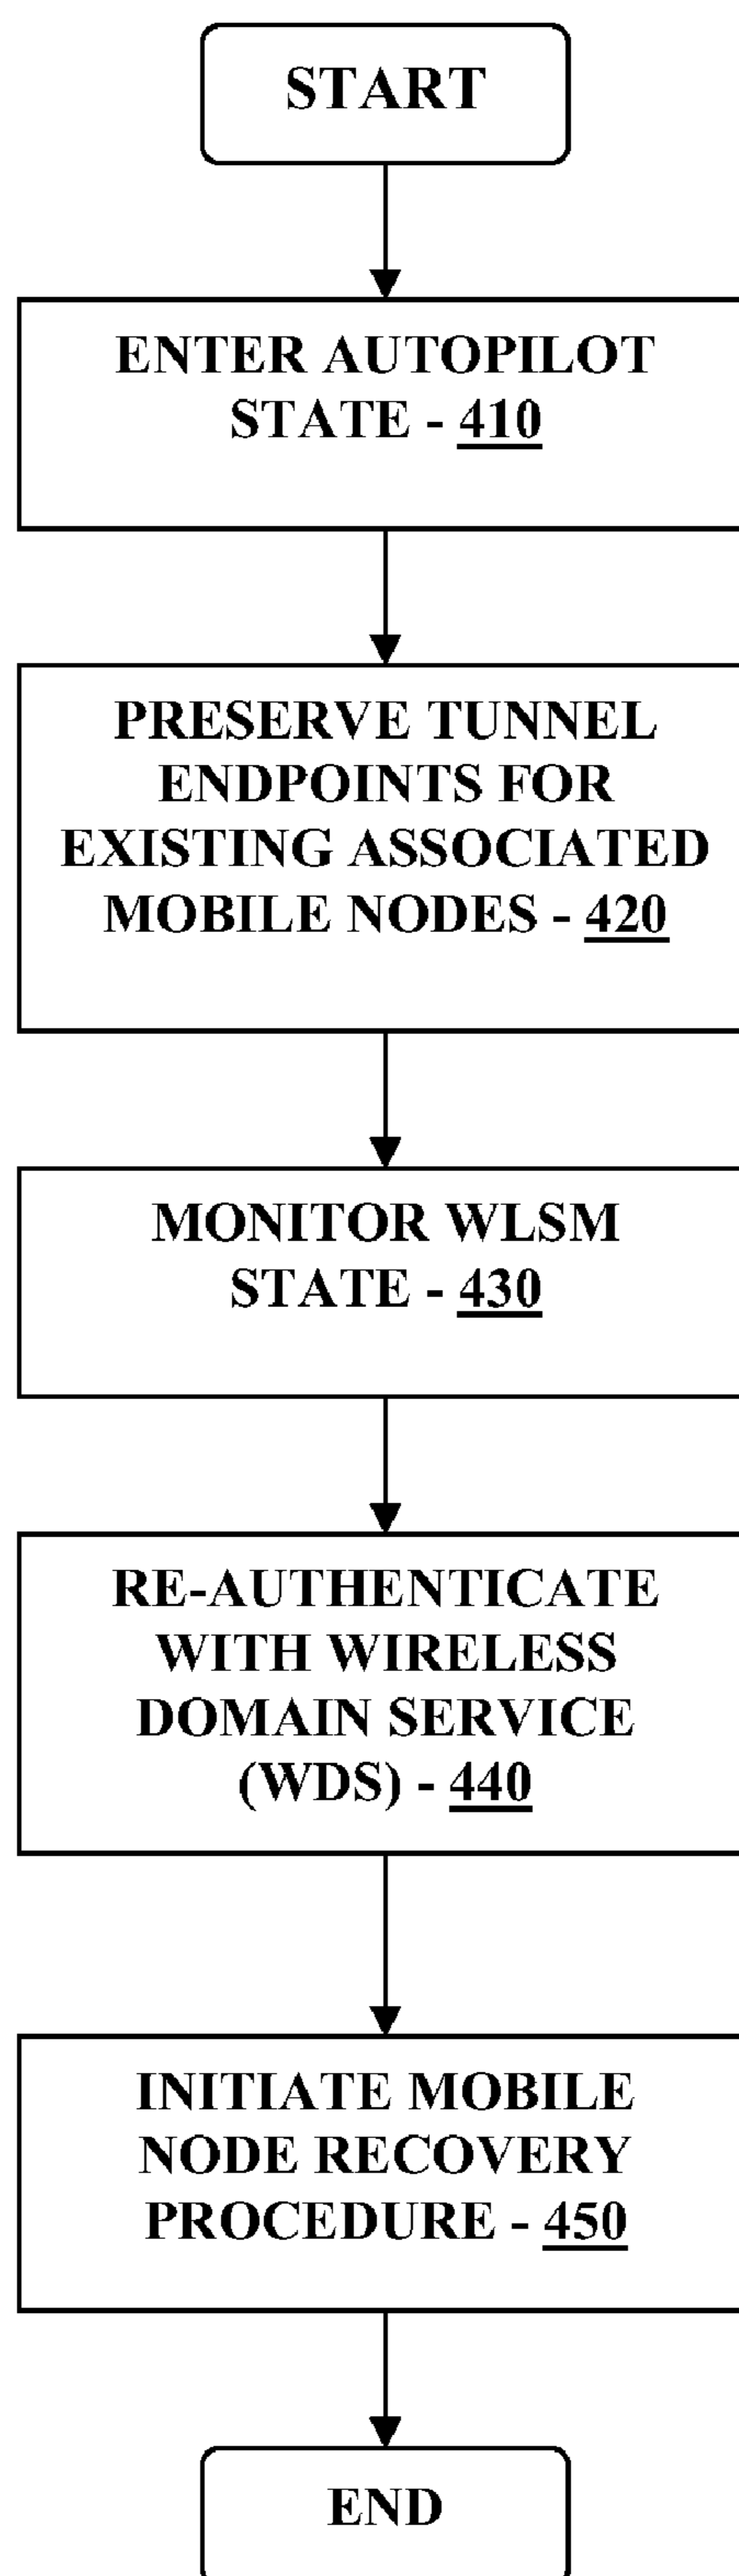 START
ENTER AUTOPILOT
STATE - 410
PRESERVE TUNNEL
ENDPOINTS FOR
EXISTING ASSOCIATED
MOBILE NODES - 420
MONITOR WLSM
STATE - 430
RE-AUTHENTICATE
WITH WIRELESS
DOMAIN SERVICE
(WDS) - 440
INITIATE MOBILE
NODE RECOVERY
PROCEDURE - 450
END